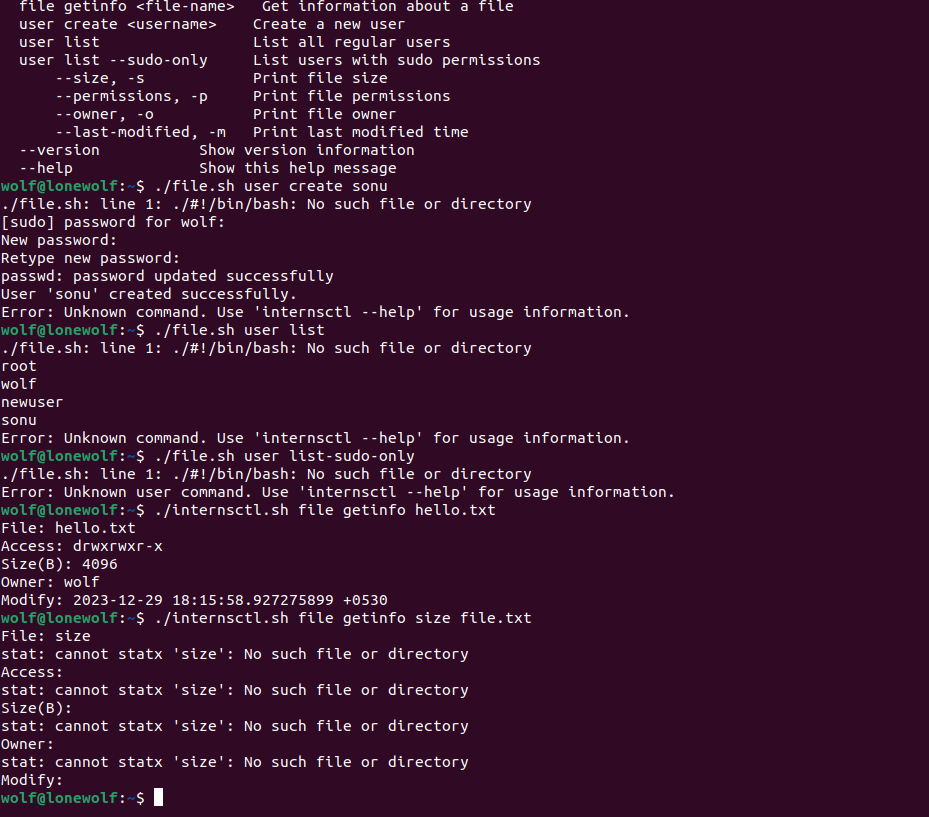 file getinfo <file-name>   Get information about a file
user create <username>    Create a new user
user list                 List all regular users
user list --sudo-only     List users with sudo permissions
--size, -s            Print file size
--permissions, -p     Print file permissions
--owner, -o           Print file owner
--last-modified, -m   Print last modified time
--version           Show version information
--help              Show this help message
wolf@lonewolf:~$ ./file.sh user create sonu
./file.sh: line 1: ./#!/bin/bash: No such file or directory
[sudo] password for wolf:
New password:
Retype new password:
passwd: password updated successfully
User 'sonu' created successfully.
Error: Unknown command. Use 'internsctl --help' for usage information.
wolf@lonewolf:~$ ./file.sh user list
./file.sh: line 1: ./#!/bin/bash: No such file or directory
root
wolf
newuser
sonu
Error: Unknown command. Use 'internsctl --help' for usage information.
wolf@lonewolf:~$ ./file.sh user list-sudo-only
./file.sh: line 1: ./#!/bin/bash: No such file or directory
Error: Unknown user command. Use 'internsctl --help' for usage information.
wolf@lonewolf:~$ ./internsctl.sh file getinfo hello.txt
File: hello.txt
Access: drwxrwxr-x
Size(B): 4096
Owner: wolf
Modify: 2023-12-29 18:15:58.927275899 +0530
wolf@lonewolf:~$ ./internsctl.sh file getinfo size file.txt
File: size
stat: cannot statx 'size': No such file or directory
Access:
stat: cannot statx 'size': No such file or directory
Size(B):
stat: cannot statx 'size': No such file or directory
Owner:
stat: cannot statx 'size': No such file or directory
Modify:
wolf@lonewolf:~$